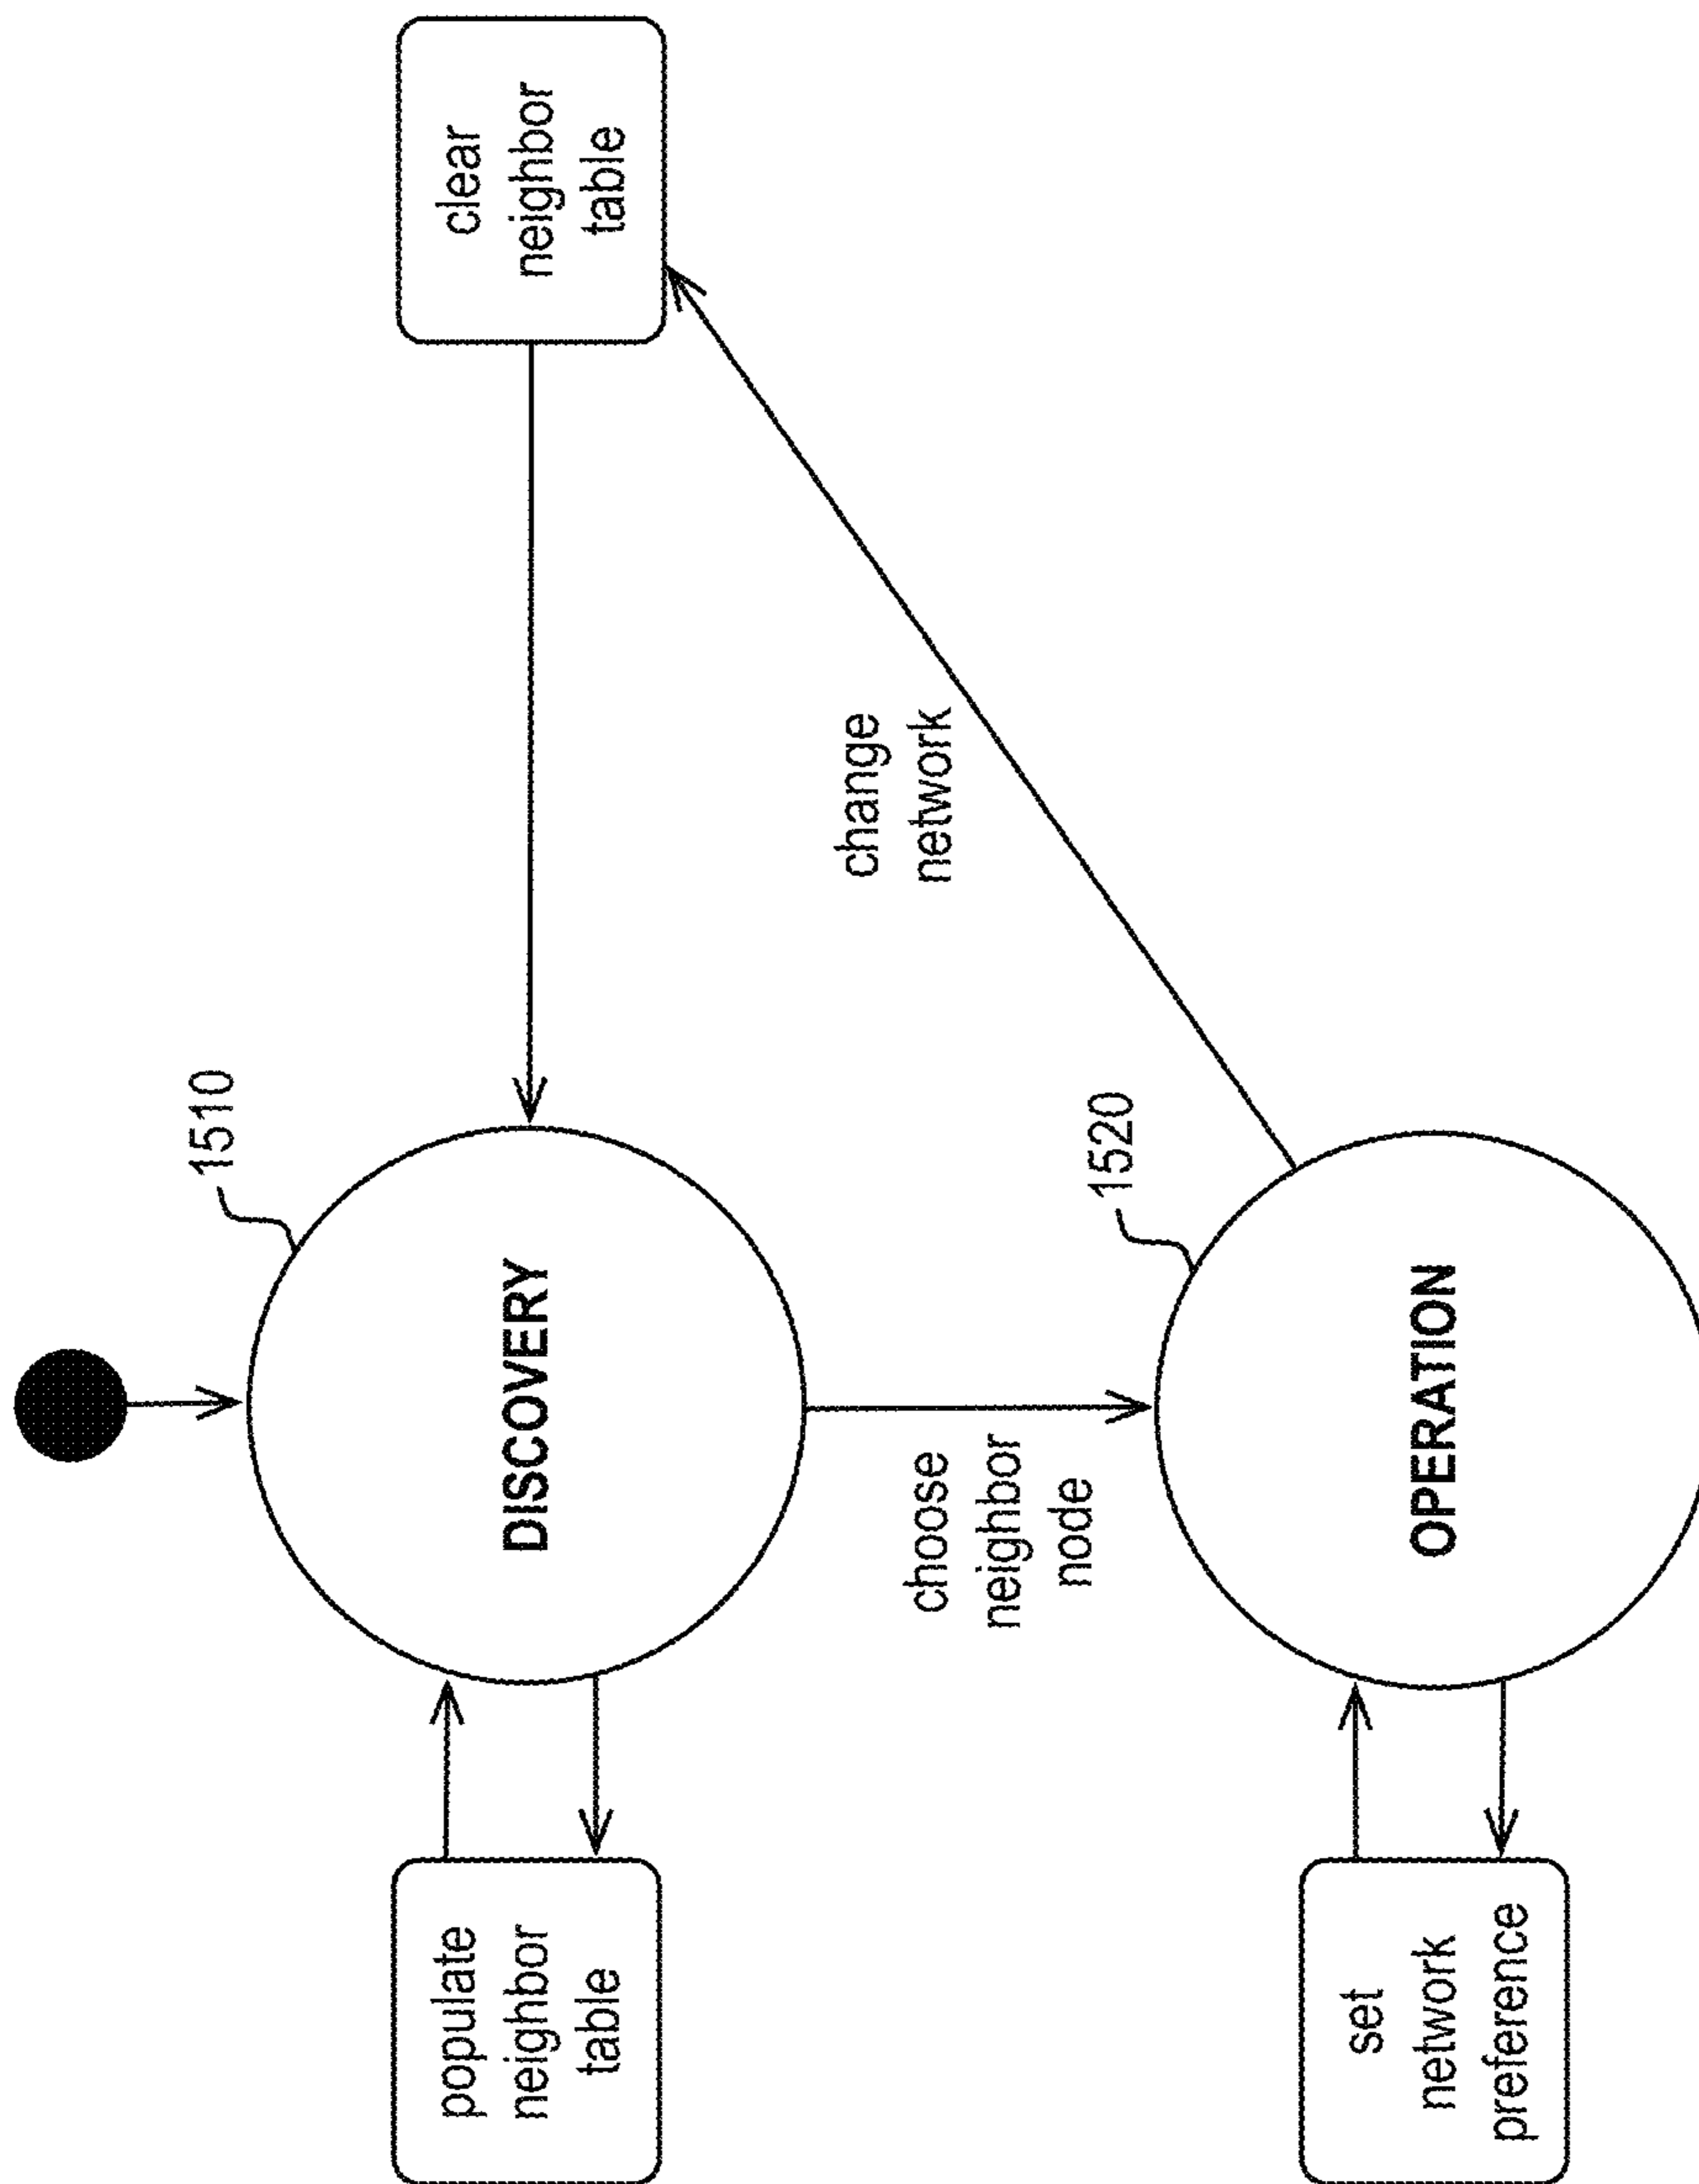 populate
neighbor
table
DISCOVERY
1510
clear
neighbor
table
choose
neighbor
node
change
network
set
network
preference
OPERATION
1520